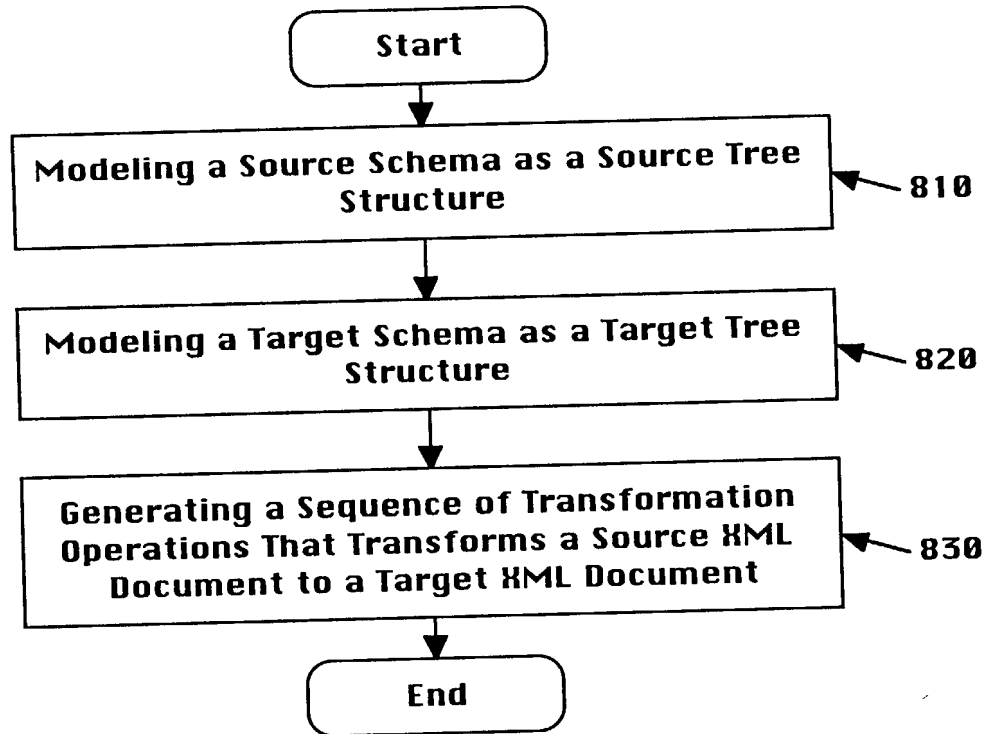 Start
Modeling a Source Schema as a Source Tree
Structure
810
Modeling a Target Schema as a Target Tree
Structure
820
Generating a Sequence of Transformation
Operations That Transforms a Source XML
Document to a Target XML Document
830
End